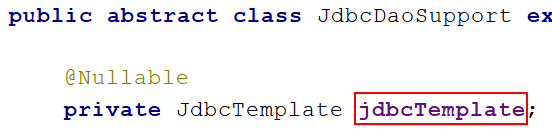 public abstract class JdbcDaoSupport ex
@Nullable
private JdbcTemplate jdbcTemplate;